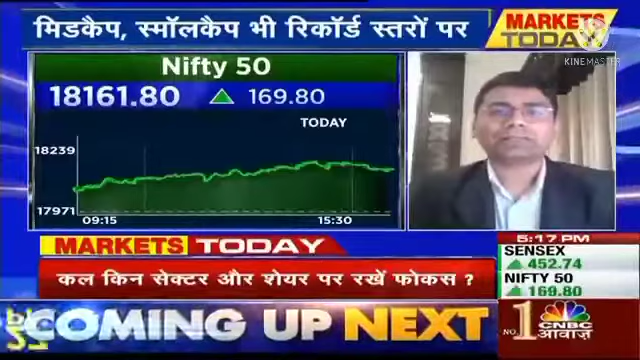 मिडकैप, स्मॉलकैप भी रिकॉर्ड स्तरों पर
MARKETS
TODAY
KINEMASTER
Nifty 50
18161.80 169.80
TODAY
18239
17971
09:15 15:30
MARKETS TODAY
कल किन सेक्टर और शेयर पर रखें फोकस ?
5:17 PM
SENSEX
452.74
NIFTY 50
169.80
COMING UP NEXT
NO.1 CNBC
आवाज़